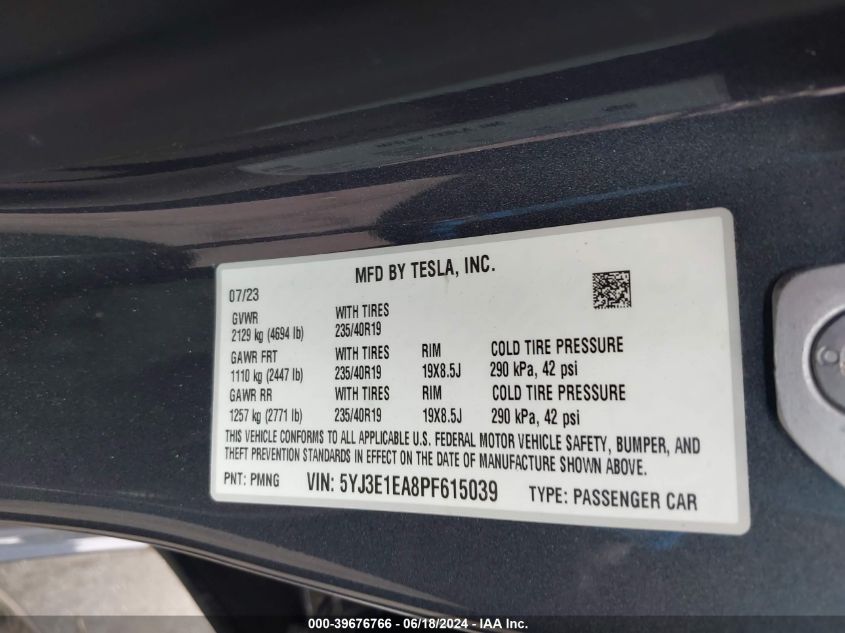 MFD BY TESLA, INC.
07/23
GVWR WITH TIRES
2129 kg (4694 lb) 235/40R19
GAWR FRT WITH TIRES RIM COLD TIRE PRESSURE
1110 kg (2447 lb) 235/40R19 19X8.5J 290 kPa, 42 psi
GAWR RR WITH TIRES RIM COLD TIRE PRESSURE
1257 kg (2771 lb) 235/40R19 19X8.5J 290 kPa, 42 psi
THIS VEHICLE CONFORMS TO ALL APPLICABLE U.S. FEDERAL MOTOR VEHICLE SAFETY, BUMPER, AND
THEFT PREVENTION STANDARDS IN EFFECT ON THE DATE OF MANUFACTURE SHOWN ABOVE.
PNT: PMNG VIN: 5YJ3E1EA8PF615039 TYPE: PASSENGER CAR
000-39676766 - 06/18/2024 - IAA Inc.